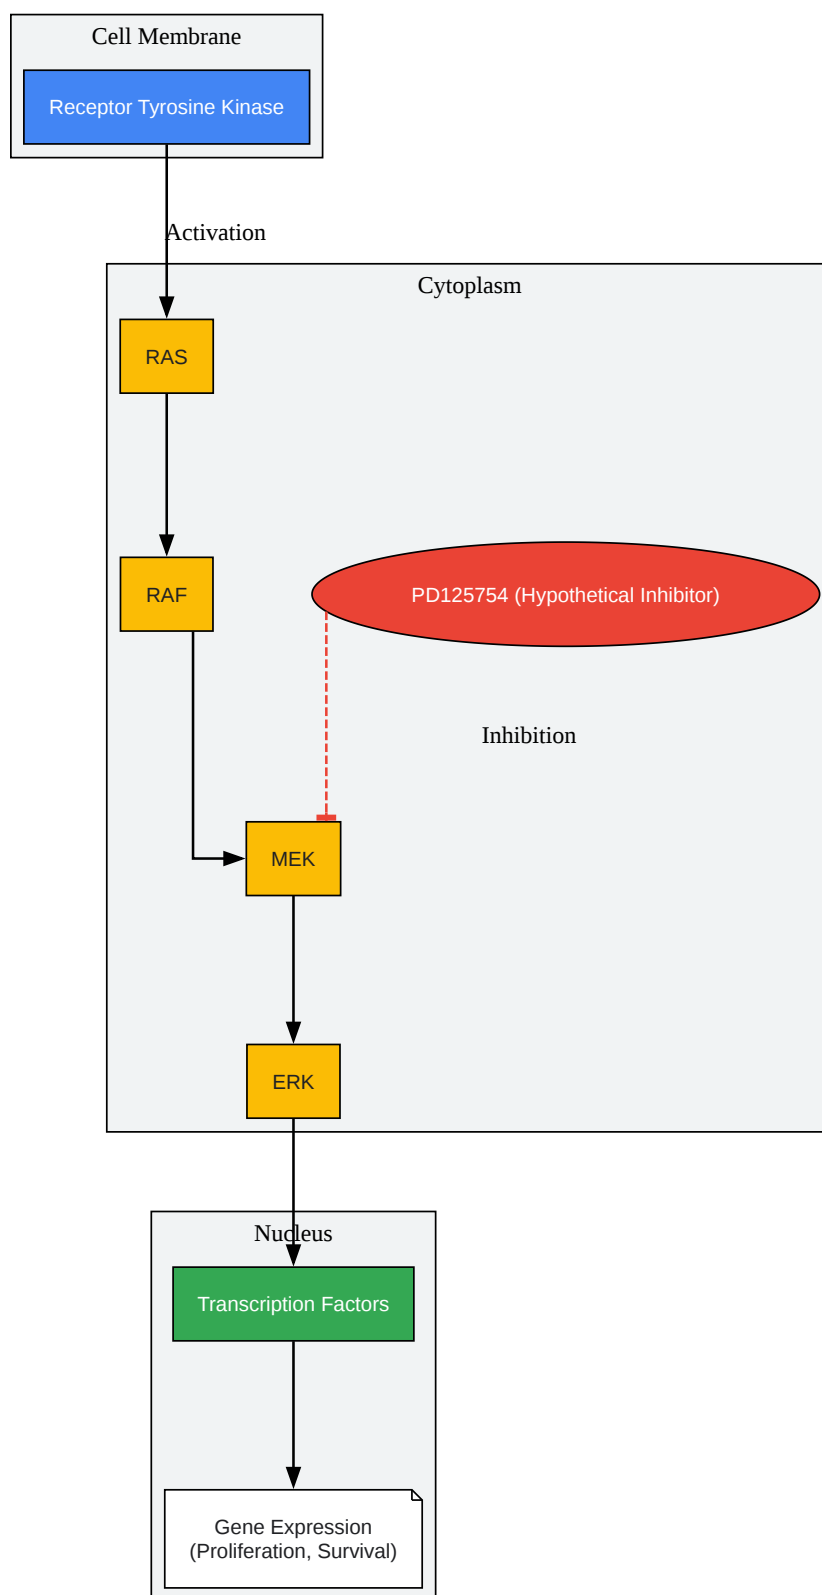 Cell Membrane
Receptor Tyrosine Kinase
Activation
Cytoplasm
RAS
RAF
PD125754 (Hypothetical Inhibitor)
Inhibition
MEK
ERK
Nucleus
Transcription Factors
Gene Expression
(Proliferation, Survival)